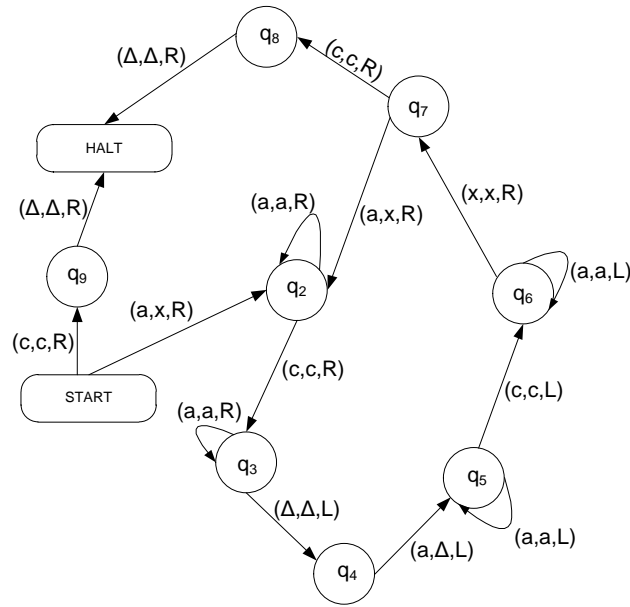 q8
(Δ,Δ,R)
(c,c,R)
q7
HALT
(Δ,Δ,R)
(a,a,R)
(a,x,R)
(x,x,R)
q9
q2
q6
(a,a,L)
(a,x,R)
(c,c,R)
START
(c,c,R)
(c,c,L)
(a,a,R)
q3
q5
(Δ,Δ,L)
(a,Δ,L)
(a,a,L)
q4